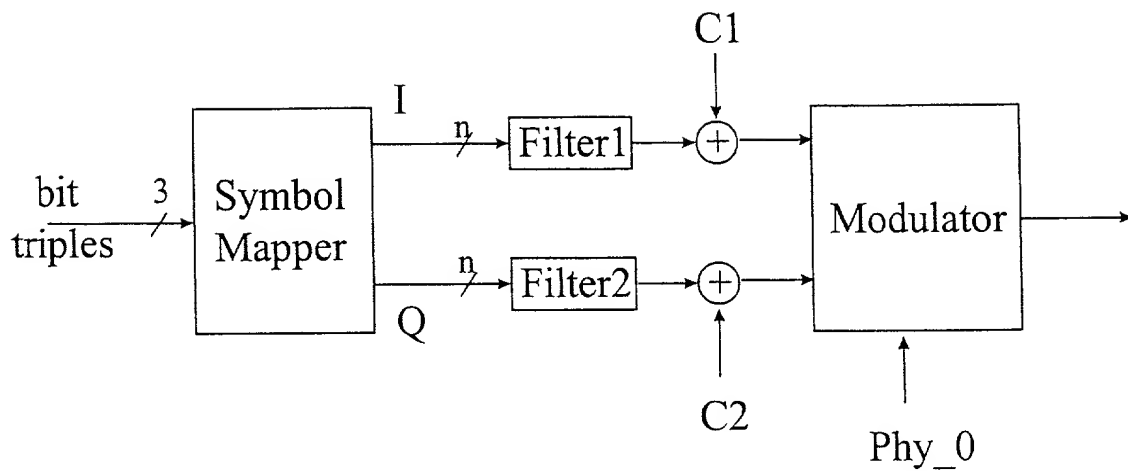 C1
I
n
Filter1
+
bit
triples
3
Symbol
Mapper
Modulator
n
Filter2
+
Q
C2
Phy_0